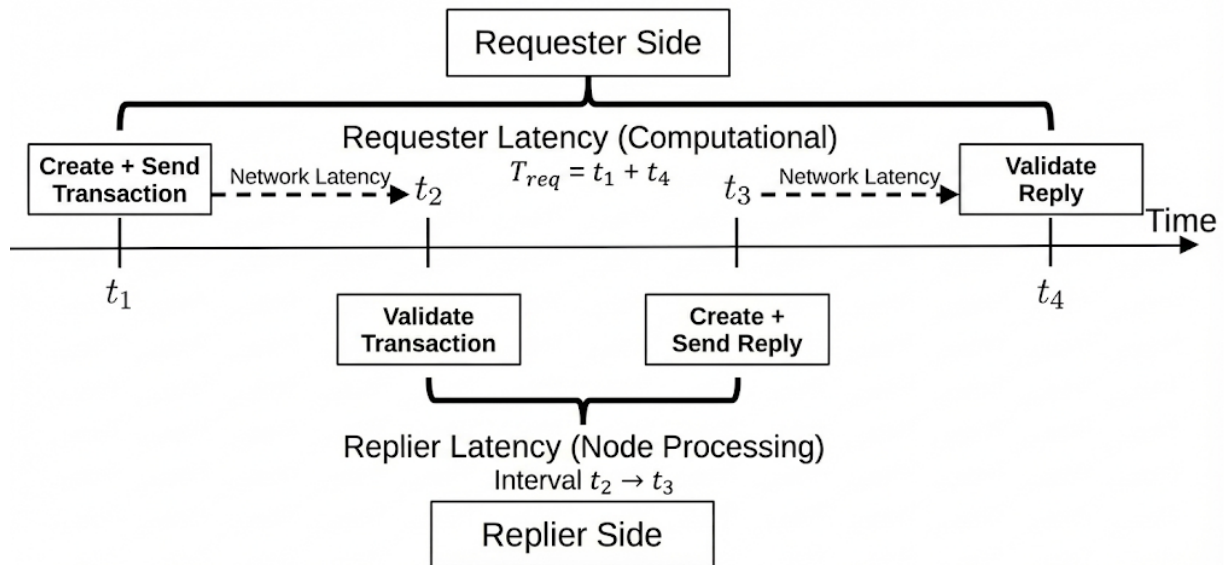 Requester Side
Requester Latency (Computational)
Create + Send
Transaction
Network Latency
t₂
T_req = t₁ + t₄
t₃
Network Latency
Validate
Reply
Time
t₁
t₄
Validate
Transaction
Create +
Send Reply
Replier Latency (Node Processing)
Interval t₂ → t₃
Replier Side